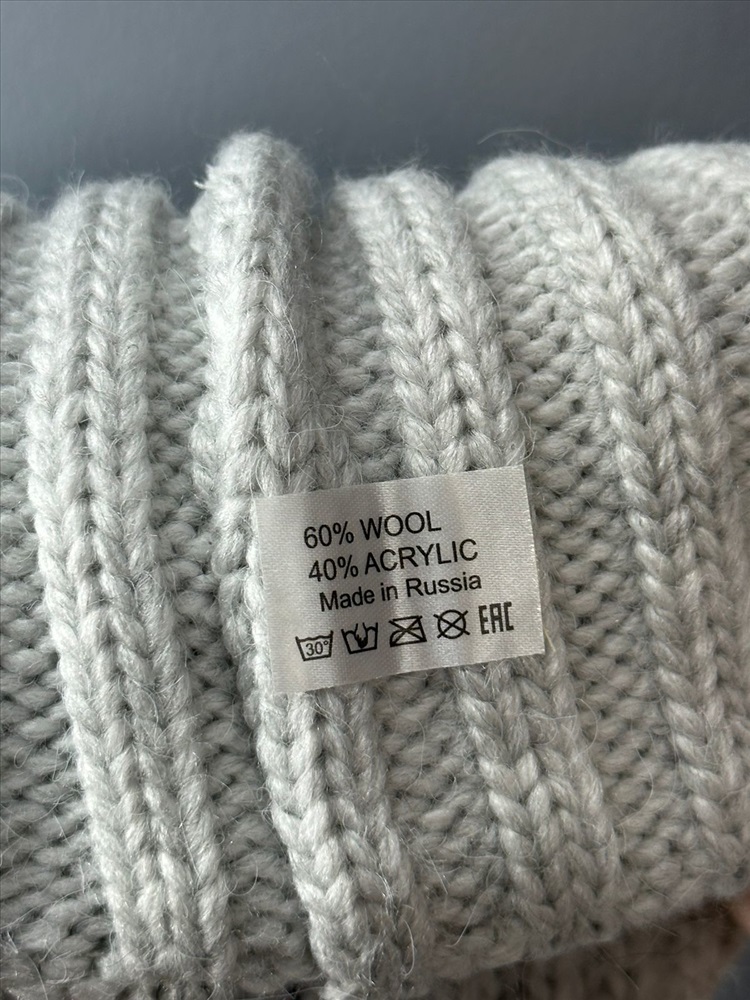 60% WOOL
40% ACRYLIC
Made in Russia
30° EAC